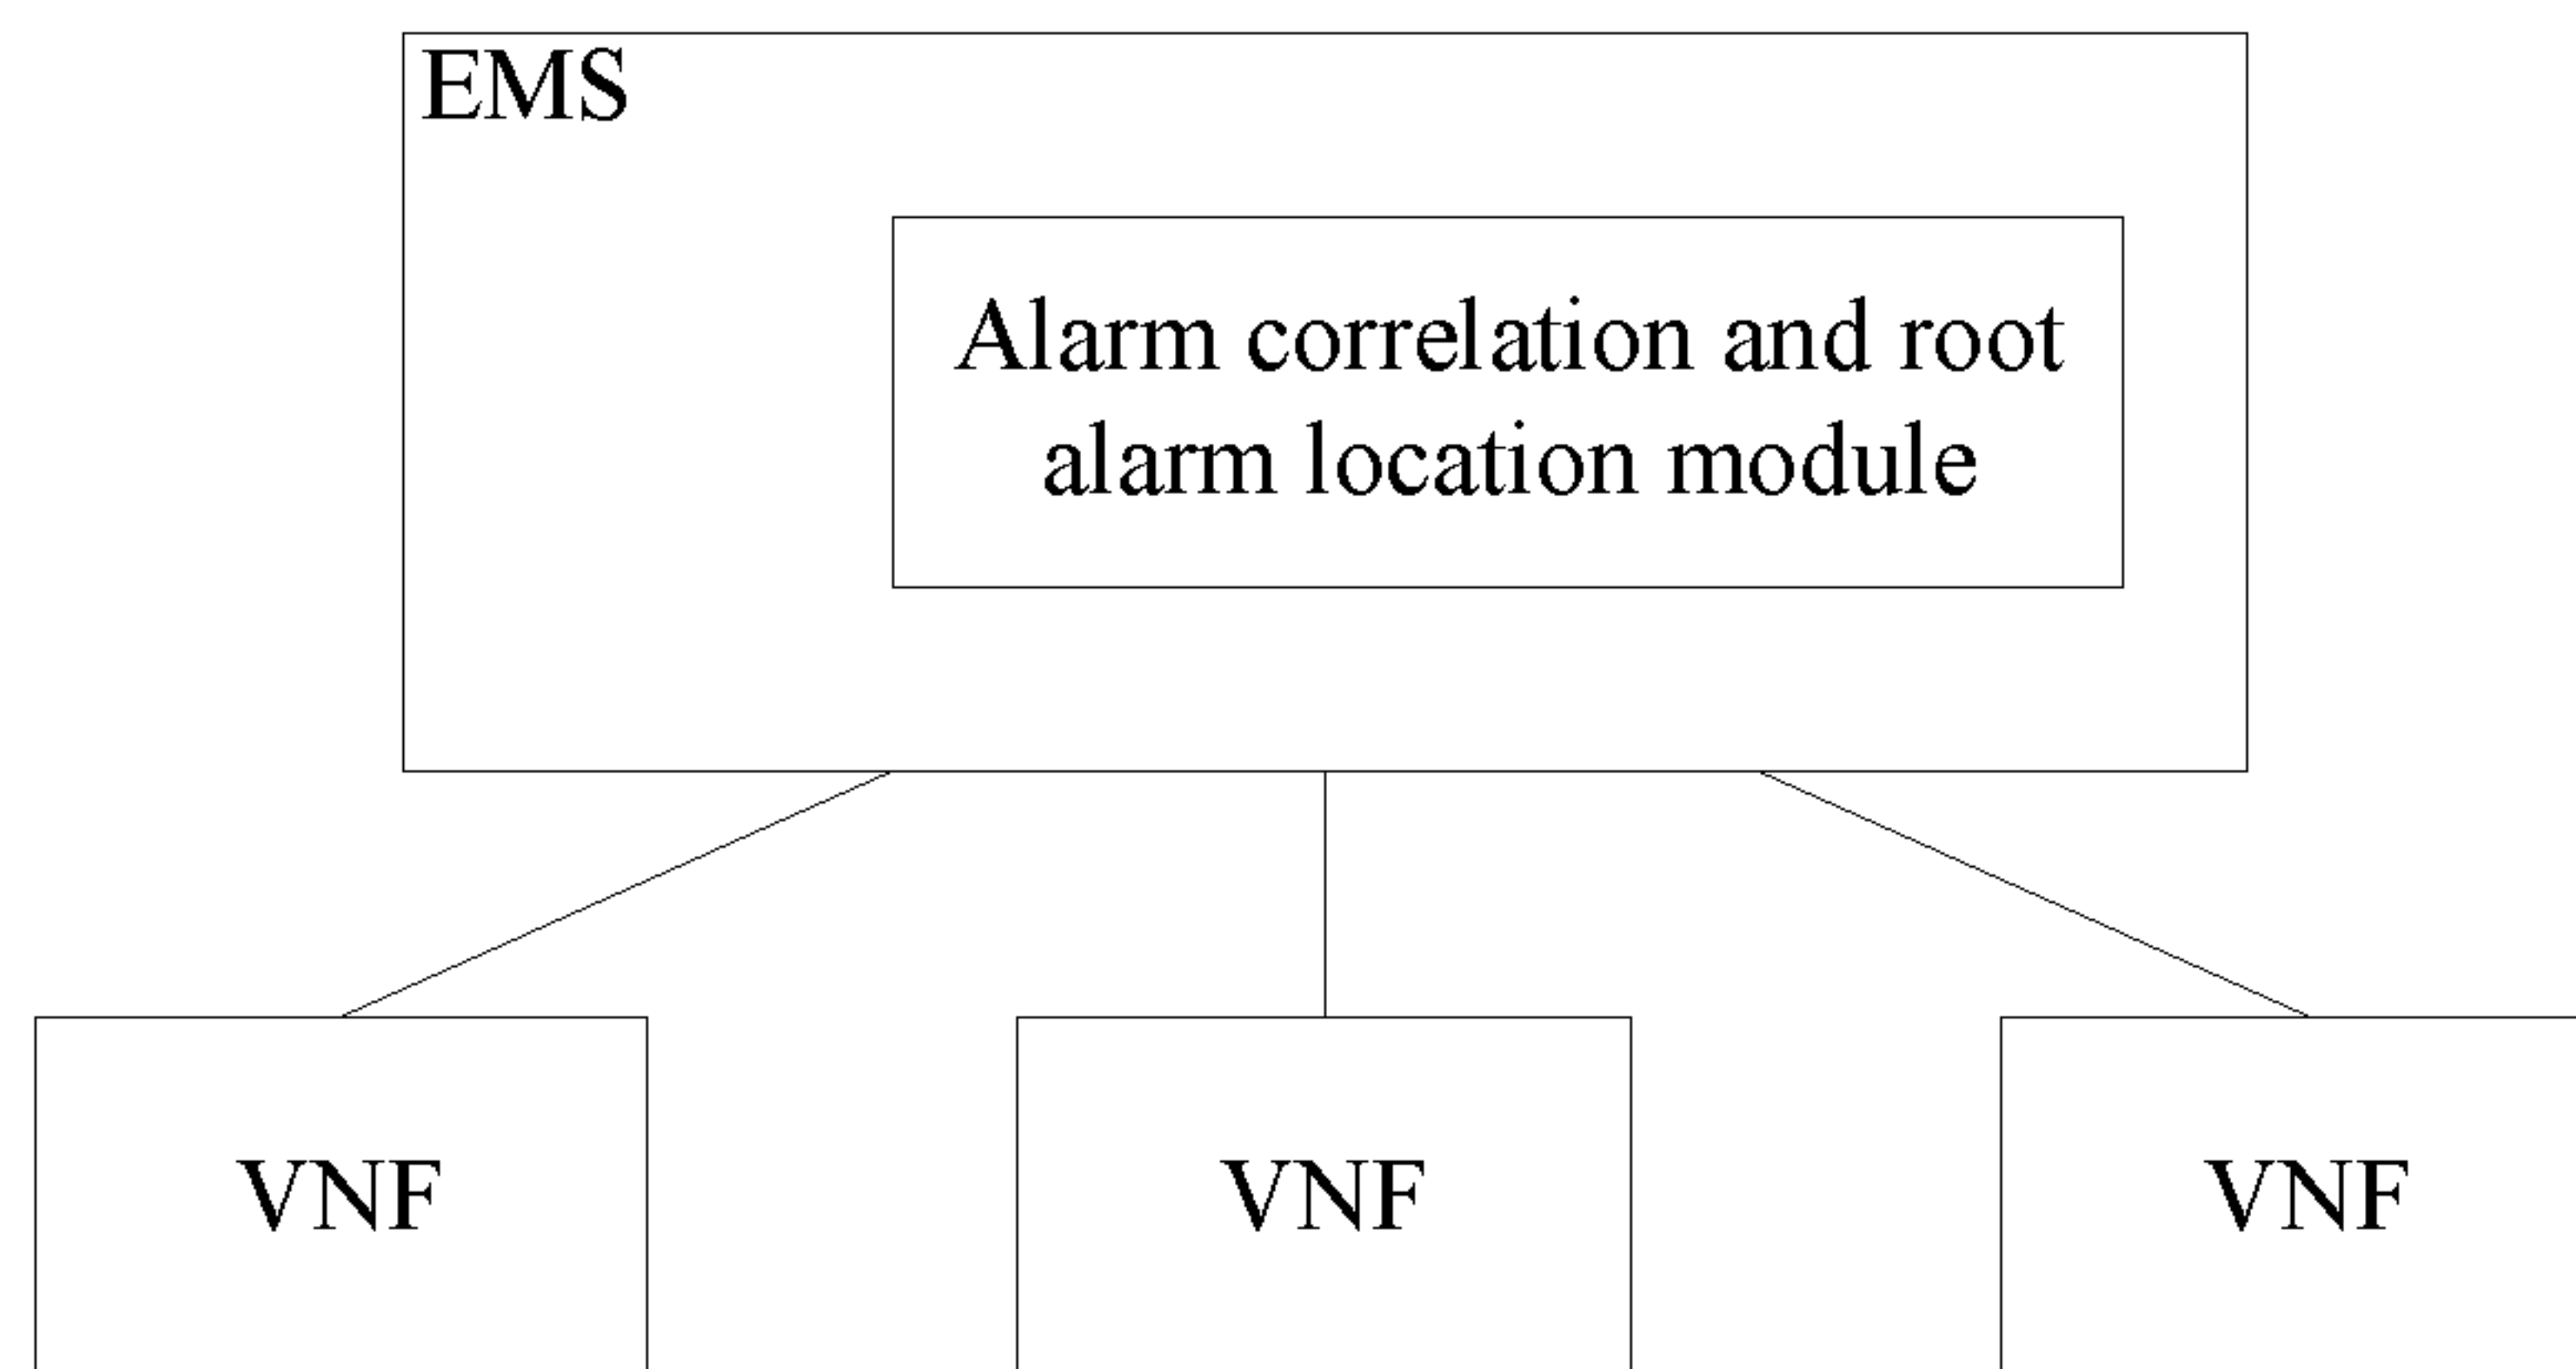 EMS
Alarm correlation and root
alarm location module
VNF
VNF
VNF